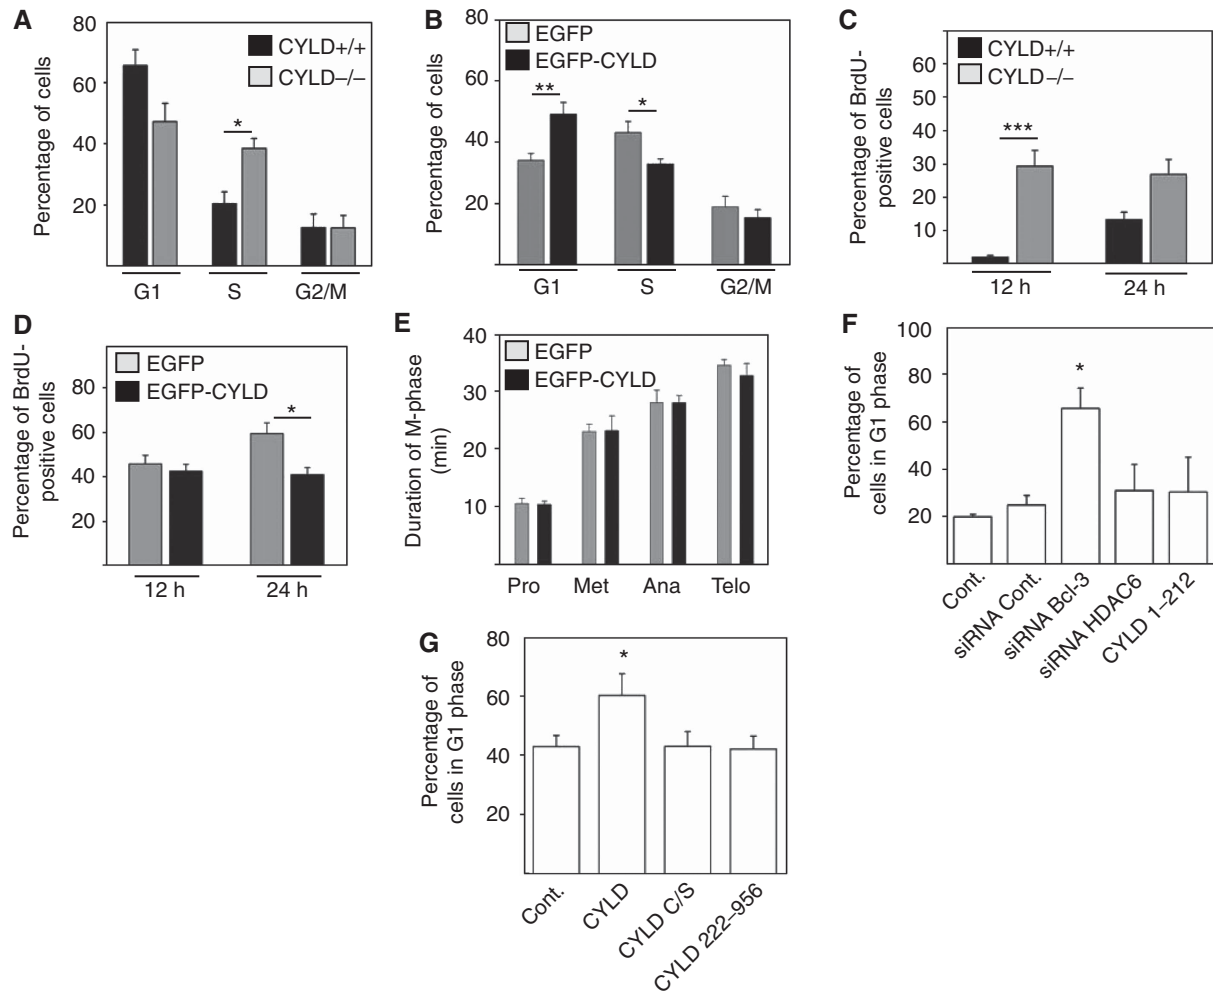 A
Percentage of cells
80
60
40
20
CYLD+/+
CYLD−/−
*
G1 S G2/M
B
Percentage of cells
80
60
40
20
EGFP
EGFP-CYLD
**
*
G1 S G2/M
C
Percentage of BrdU-
positive cells
60
50
40
30
20
10
CYLD+/+
CYLD−/−
***
12 h 24 h
D
Percentage of BrdU-
positive cells
80
60
40
20
EGFP
EGFP-CYLD
*
12 h 24 h
E
Duration of M-phase
(min)
40
30
20
10
EGFP
EGFP-CYLD
Pro Met Ana Telo
F
Percentage of
cells in G1 phase
100
80
60
40
20
*
Cont.
siRNA Cont.
siRNA Bcl-3
siRNA HDAC6
CYLD 1–212
G
Percentage of
cells in G1 phase
80
60
40
20
*
Cont.
CYLD
CYLD C/S
CYLD 222–956